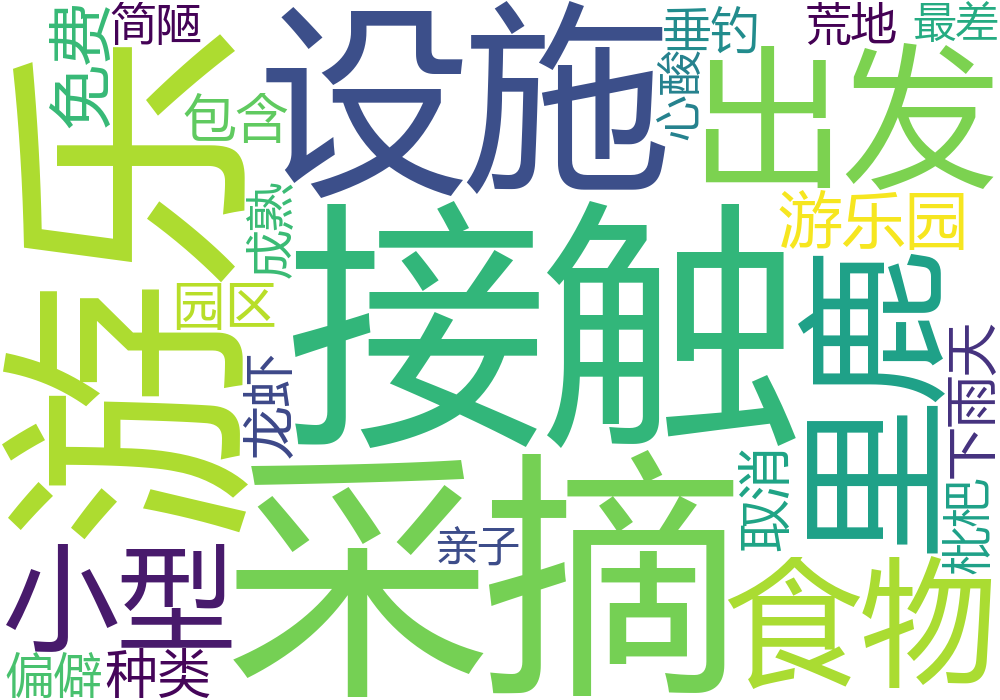 简陋
免费
游乐
设施
垂钓
荒地
最差
心酸
出发
包含
成熟
接触
游乐园
园区
里鹿
下雨天
龙虾
采摘
取消
枇杷
亲子
小型
食物
偏僻
种类